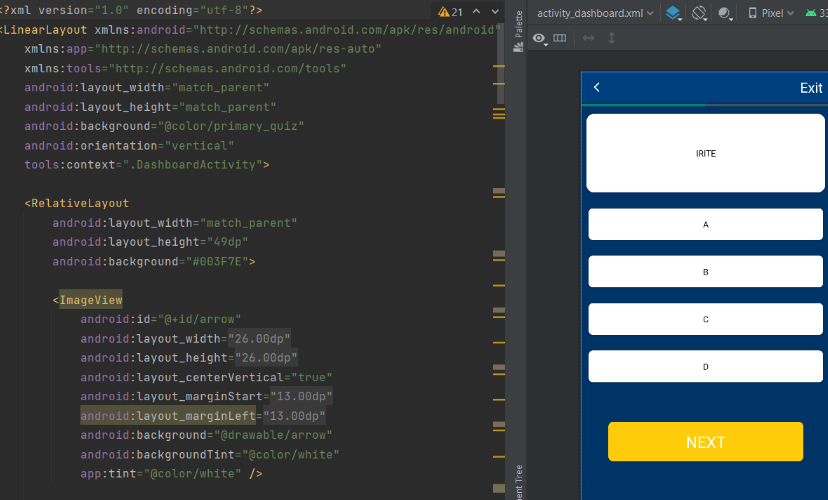 <?xml version="1.0" encoding="utf-8"?>
21
<LinearLayout xmlns:android="http://schemas.android.com/apk/res/android"
xmlns:app="http://schemas.android.com/apk/res-auto"
xmlns:tools="http://schemas.android.com/tools"
android:layout_width="match_parent"
android:layout_height="match_parent"
android:background="@color/primary_quiz"
android:orientation="vertical"
tools:context=".DashboardActivity">
<RelativeLayout
android:layout_width="match_parent"
android:layout_height="49dp"
android:background="#003F7E">
<ImageView
android:id="@+id/arrow"
android:layout_width="26.00dp"
android:layout_height="26.00dp"
android:layout_centerVertical="true"
android:layout_marginStart="13.00dp"
android:layout_marginLeft="13.00dp"
android:background="@drawable/arrow"
android:backgroundTint="@color/white"
app:tint="@color/white" />
Palette
activity_dashboard.xml
Pixel
33
Exit
IRITE
A
B
C
D
NEXT